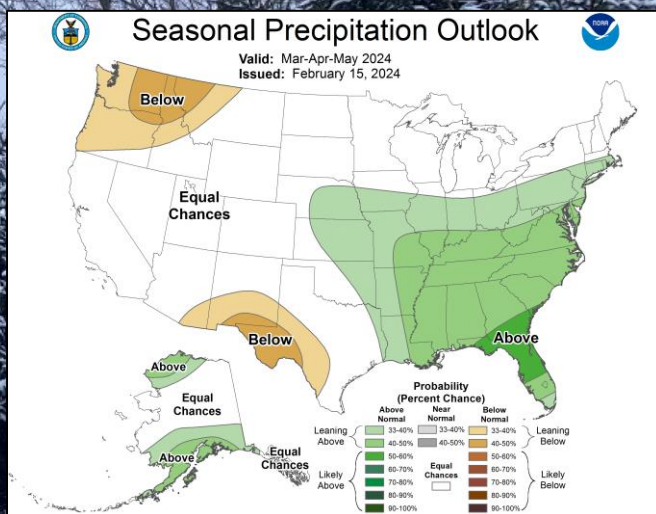 Seasonal Precipitation Outlook
Valid: Mar-Apr-May 2024
Issued: February 15, 2024
NOAA
Below
Equal
Chances
Below
Above
Above
Equal
Chances
Above
Equal
Chances
Probability
(Percent Chance)
Above
Normal
Near
Normal
Below
Normal
Leaning
Above
33-40%
40-50%
33-40%
40-50%
33-40%
40-50%
Leaning
Below
Likely
Above
50-60%
60-70%
70-80%
80-90%
90-100%
Equal
Chances
50-60%
60-70%
70-80%
80-90%
90-100%
Likely
Below